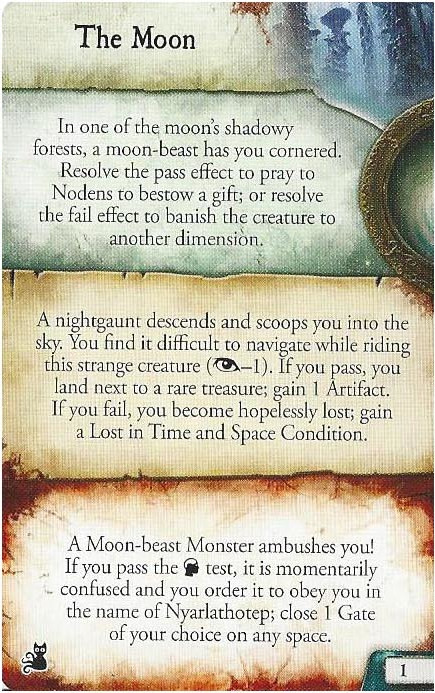 The Moon
In one of the moon's shadowy
forests, a moon-beast has you cornered.
Resolve the pass effect to pray to
Nodens to bestow a gift; or resolve
the fail effect to banish the creature to
another dimension.
A nightgaunt descends and scoops you into the
sky. You find it difficult to navigate while riding
this strange creature (–1). If you pass, you
land next to a rare treasure; gain 1 Artifact.
If you fail, you become hopelessly lost; gain
a Lost in Time and Space Condition.
A Moon-beast Monster ambushes you!
If you pass the test, it is momentarily
confused and you order it to obey you in
the name of Nyarlathotep; close 1 Gate
of your choice on any space.
1